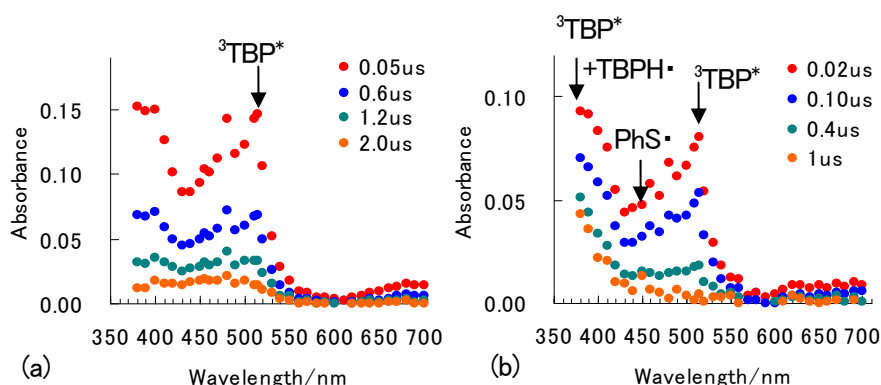 ³TBP*
0.05us
0.6us
1.2us
2.0us
0.15
0.10
0.05
0.00
Absorbance
350 400 450 500 550 600 650 700
Wavelength/nm
(a)
³TBP*
+TBPH·
³TBP*
PhS·
0.02us
0.10us
0.4us
1us
0.10
0.05
0.00
Absorbance
350 400 450 500 550 600 650 700
Wavelength/nm
(b)